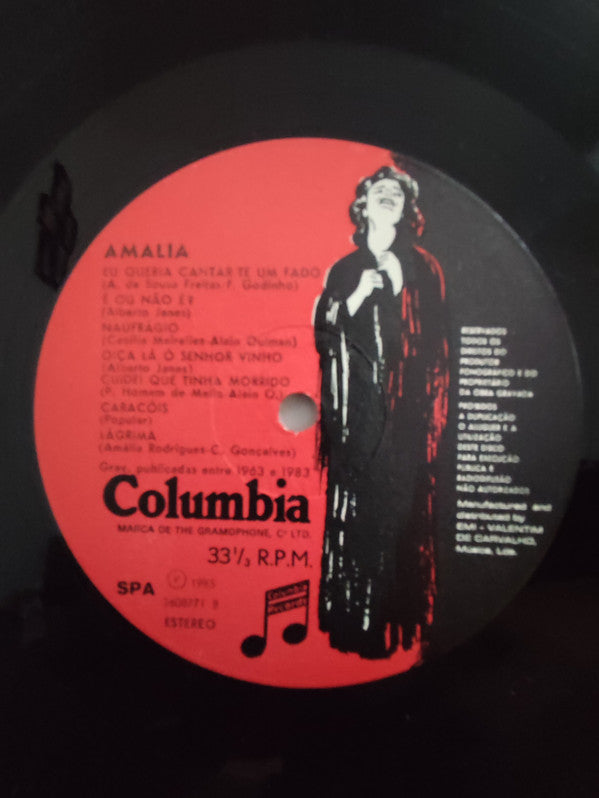 AMALIA
EU QUERIA CANTAR-TE UM FADO
(A. de Sousa Freitas-F. Godinho)
É OU NÃO É?
(Alberto Janes)
NAUFRAGIO
(Cecília Meirelles-Alain Oulman)
OIÇA LÁ Ó SENHOR VINHO
(Alberto Janes)
CUIDEI QUE TINHA MORRIDO
(P. Homem de Mello-Alain O.)
CARACÓIS
(Popular)
LÁGRIMA
(Amália Rodrigues-C. Gonçalves)
Grav. publicadas entre 1963 e 1983
Columbia
MARCA DE THE GRAMOPHONE, Cº LTD.
33⅓ R.P.M.
SPA
Ⓟ 1985
2608771 B
ESTEREO
Columbia
Records
RESERVADOS
TODOS OS
DIREITOS DO
PRODUTOR
FONOGRÁFICO E DO
PROPRIETÁRIO
DA OBRA GRAVADA
PROIBIDOS
A DUPLICAÇÃO
O ALUGUER E A
UTILIZAÇÃO
DESTE DISCO
PARA EXECUÇÃO
PUBLICA E
RADIODIFUSÃO
NÃO AUTORIZADOS
Manufactured and
distributed by
EMI - VALENTIM
DE CARVALHO,
Música, Lda.